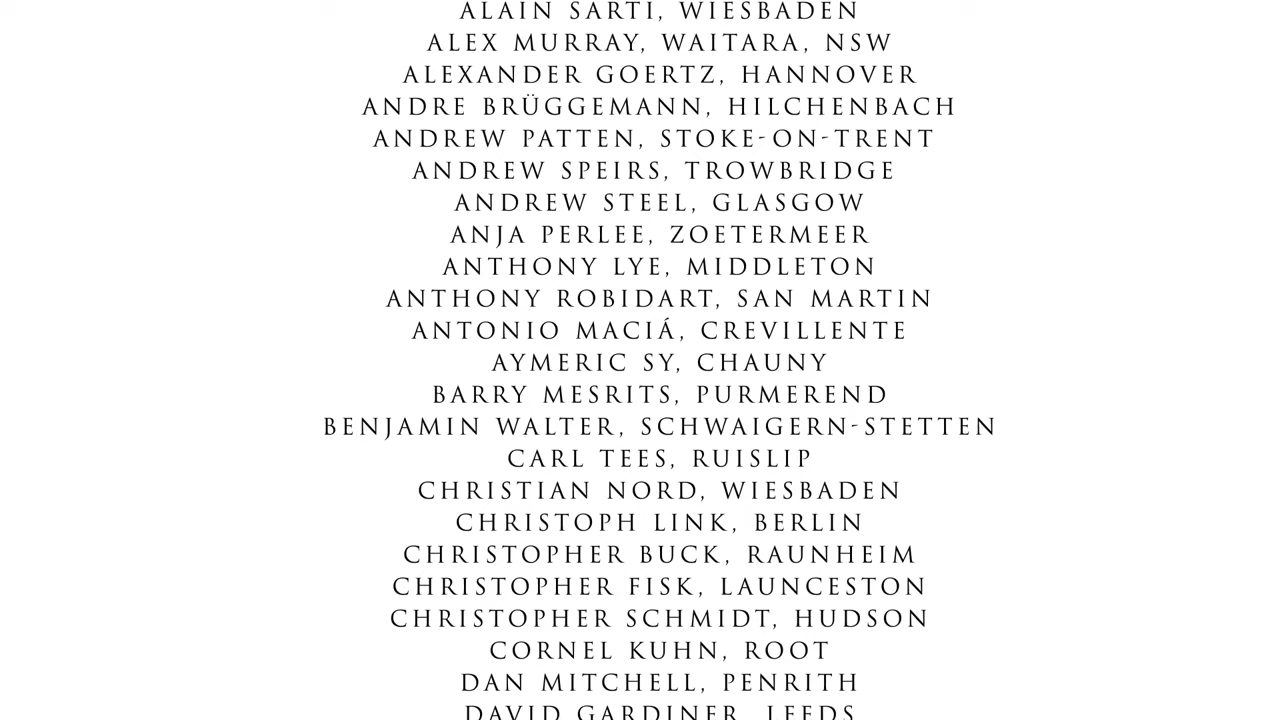 ALAIN SARTI, WIESBADEN
ALEX MURRAY, WAITARA, NSW
ALEXANDER GOERTZ, HANNOVER
ANDRE BRÜGGEMANN, HILCHENBACH
ANDREW PATTEN, STOKE-ON-TRENT
ANDREW SPEIRS, TROWBRIDGE
ANDREW STEEL, GLASGOW
ANJA PERLEE, ZOETERMEER
ANTHONY LYE, MIDDLETON
ANTHONY ROBIDART, SAN MARTIN
ANTONIO MACIÁ, CREVILLENTE
AYMERIC SY, CHAUNY
BARRY MESRITS, PURMEREND
BENJAMIN WALTER, SCHWAIGERN-STETTEN
CARL TEES, RUISLIP
CHRISTIAN NORD, WIESBADEN
CHRISTOPH LINK, BERLIN
CHRISTOPHER BUCK, RAUNHEIM
CHRISTOPHER FISK, LAUNCESTON
CHRISTOPHER SCHMIDT, HUDSON
CORNEL KUHN, ROOT
DAN MITCHELL, PENRITH
DAVID GARDINER, LEEDS